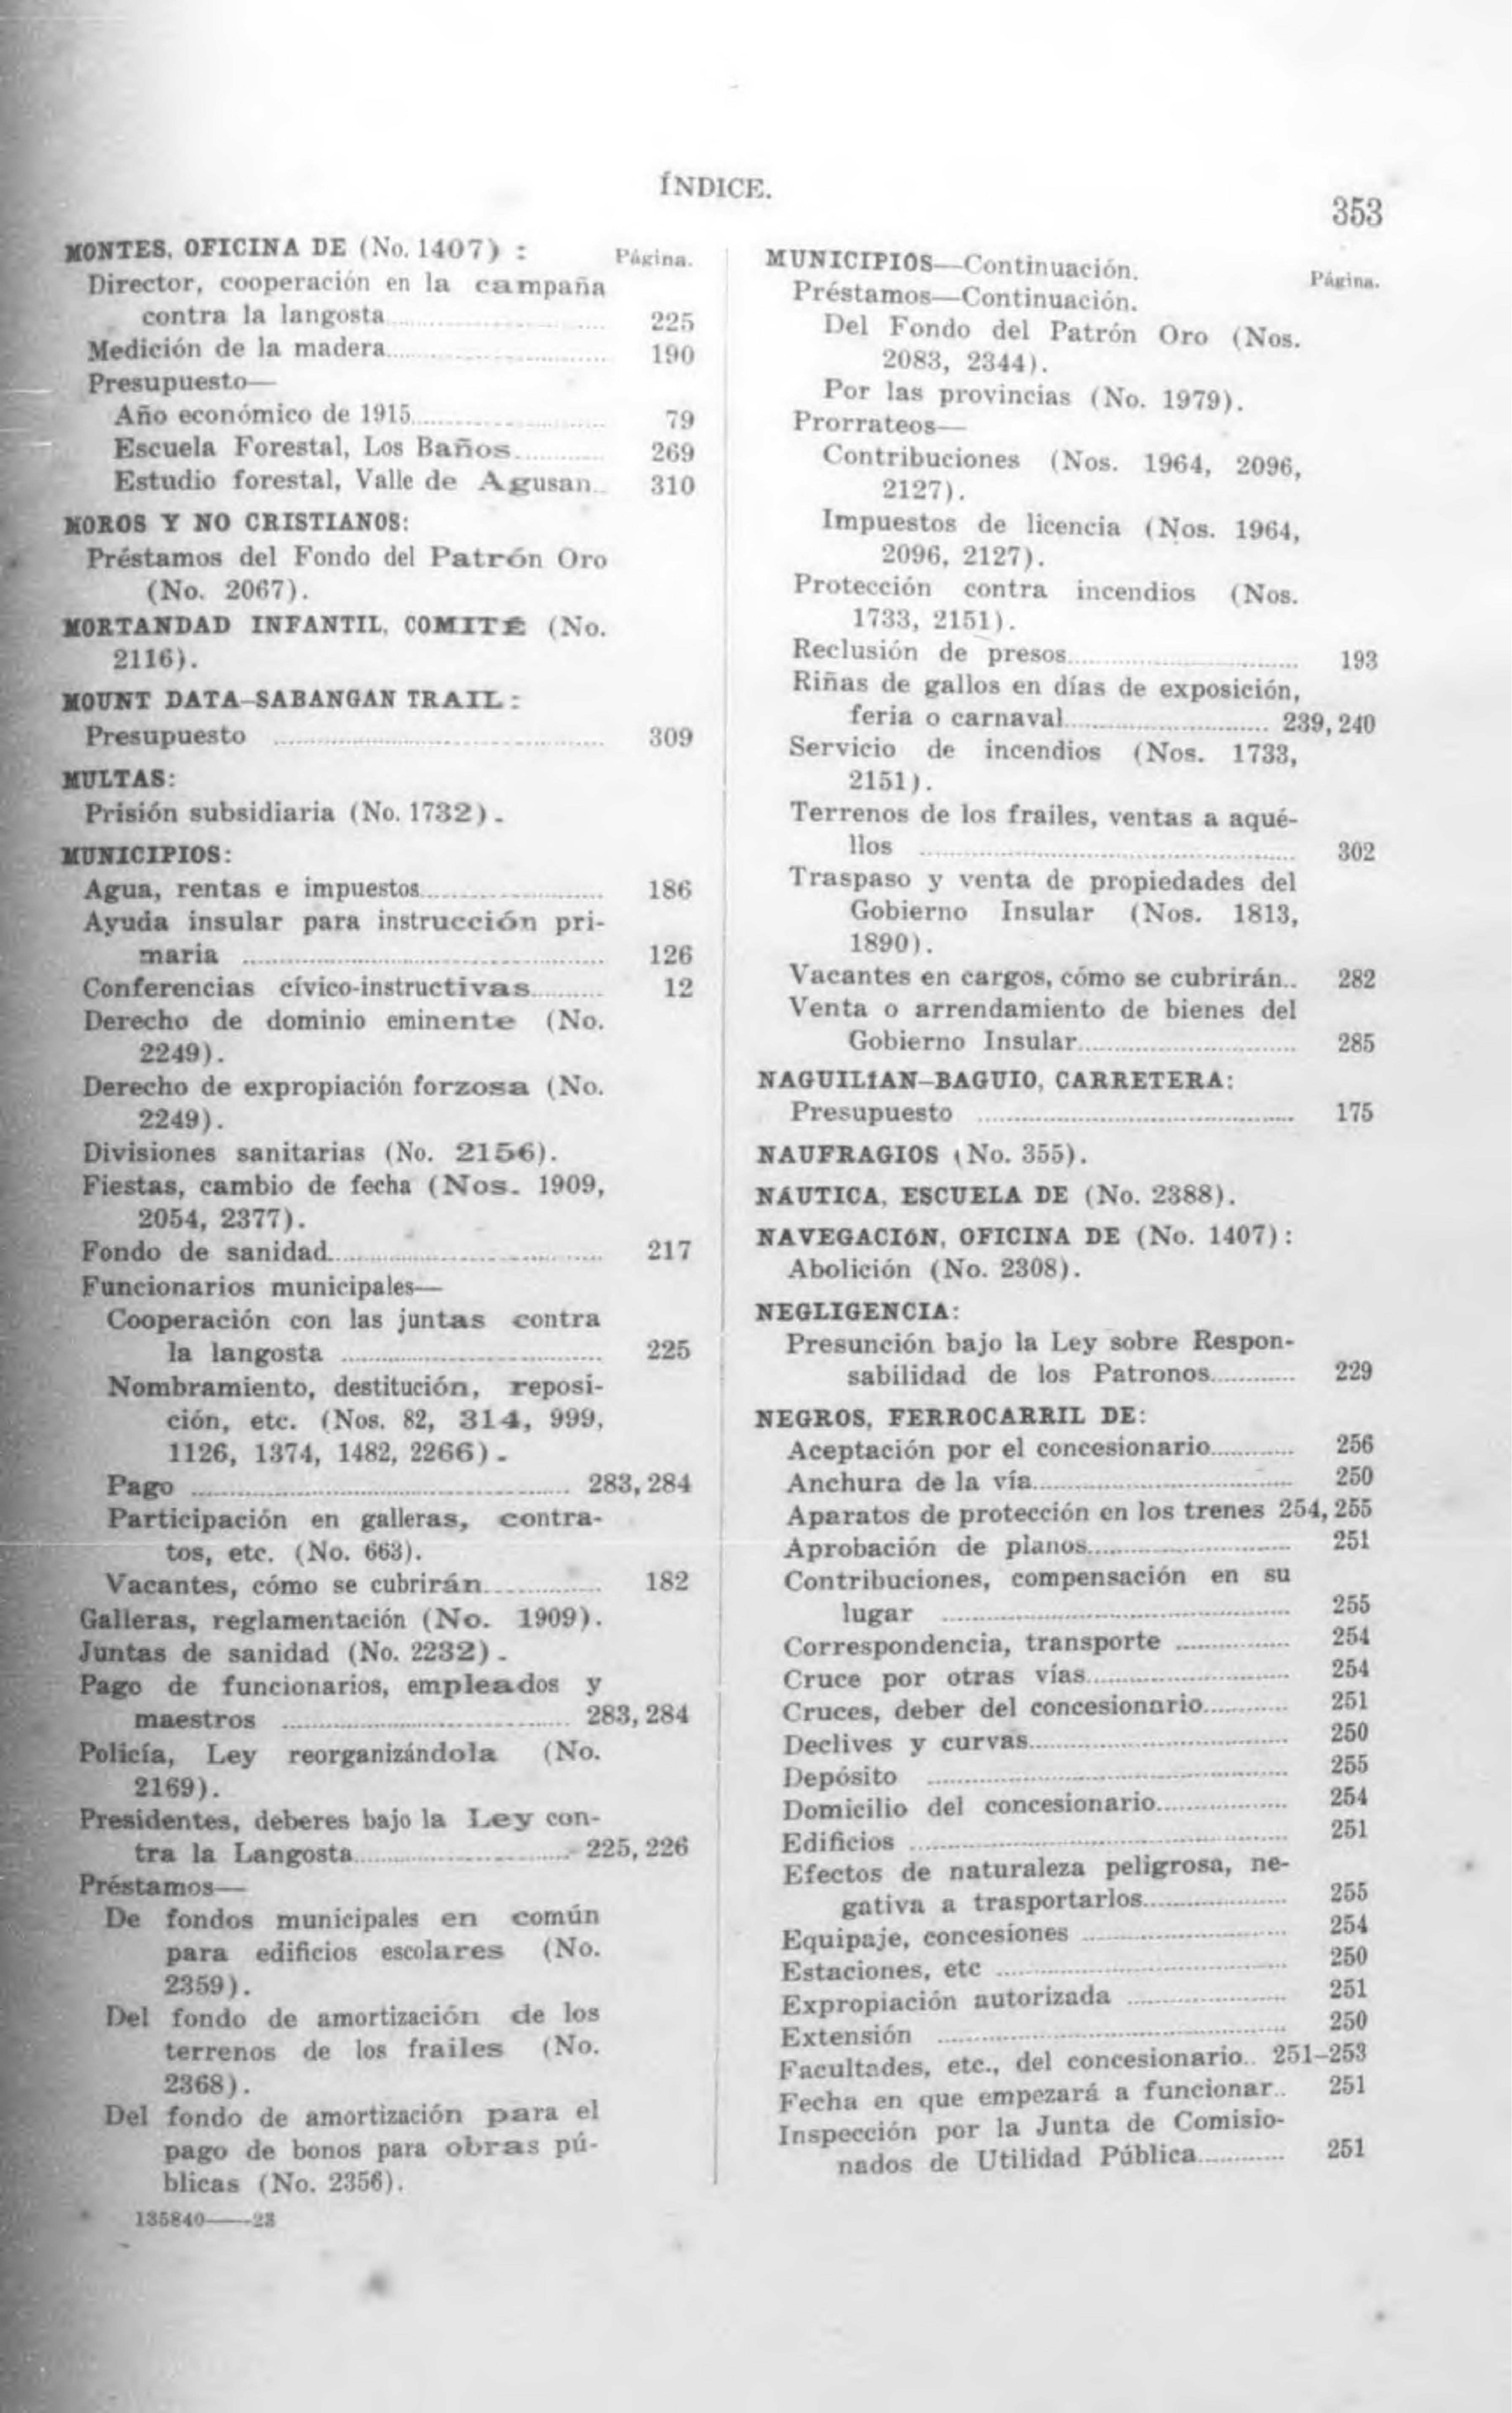 ÍNDICE.
353
MONTES, OFICINA DE (No. 1407) :
Página.
Director, cooperación en la campaña
contra la langosta 225
Medición de la madera 190
Presupuesto—
Año económico de 1915 79
Escuela Forestal, Los Baños 269
Estudio forestal, Valle de Agusan 310
MOROS Y NO CRISTIANOS:
Préstamos del Fondo del Patrón Oro
(No. 2067).
MORTANDAD INFANTIL, COMITÉ (No.
2116).
MOUNT DATA–SABANGAN TRAIL :
Presupuesto 309
MULTAS:
Prisión subsidiaria (No. 1732).
MUNICIPIOS:
Agua, rentas e impuestos 186
Ayuda insular para instrucción pri-
maria 126
Conferencias cívico-instructivas 12
Derecho de dominio eminente (No.
2249).
Derecho de expropiación forzosa (No.
2249).
Divisiones sanitarias (No. 2156).
Fiestas, cambio de fecha (Nos. 1909,
2054, 2377).
Fondo de sanidad 217
Funcionarios municipales—
Cooperación con las juntas contra
la langosta 225
Nombramiento, destitución, reposi-
ción, etc. (Nos. 82, 314, 999,
1126, 1374, 1482, 2266).
Pago 283, 284
Participación en galleras, contra-
tos, etc. (No. 663).
Vacantes, cómo se cubrirán 182
Galleras, reglamentación (No. 1909).
Juntas de sanidad (No. 2232).
Pago de funcionarios, empleados y
maestros 283, 284
Policía, Ley reorganizándola (No.
2169).
Presidentes, deberes bajo la Ley con-
tra la Langosta 225, 226
Préstamos—
De fondos municipales en común
para edificios escolares (No.
2359).
Del fondo de amortización de los
terrenos de los frailes (No.
2368).
Del fondo de amortización para el
pago de bonos para obras pú-
blicas (No. 2356).
135840——23
MUNICIPIOS—Continuación.
Página.
Préstamos—Continuación.
Del Fondo del Patrón Oro (Nos.
2083, 2344).
Por las provincias (No. 1979).
Prorrateos—
Contribuciones (Nos. 1964, 2096,
2127).
Impuestos de licencia (Nos. 1964,
2096, 2127).
Protección contra incendios (Nos.
1733, 2151).
Reclusión de presos 193
Riñas de gallos en días de exposición,
feria o carnaval 239, 240
Servicio de incendios (Nos. 1733,
2151).
Terrenos de los frailes, ventas a aqué-
llos 302
Traspaso y venta de propiedades del
Gobierno Insular (Nos. 1813,
1890).
Vacantes en cargos, cómo se cubrirán.. 282
Venta o arrendamiento de bienes del
Gobierno Insular 285
NAGUILIAN–BAGUIO, CARRETERA:
Presupuesto 175
NAUFRAGIOS (No. 355).
NÁUTICA, ESCUELA DE (No. 2388).
NAVEGACIÓN, OFICINA DE (No. 1407) :
Abolición (No. 2308).
NEGLIGENCIA:
Presunción bajo la Ley sobre Respon-
sabilidad de los Patronos 229
NEGROS, FERROCARRIL DE:
Aceptación por el concesionario 256
Anchura de la vía 250
Aparatos de protección en los trenes 254, 255
Aprobación de planos 251
Contribuciones, compensación en su
lugar 255
Correspondencia, transporte 254
Cruce por otras vías 254
Cruces, deber del concesionario 251
Declives y curvas 250
Depósito 255
Domicilio del concesionario 254
Edificios 251
Efectos de naturaleza peligrosa, ne-
gativa a trasportarlos 255
Equipaje, concesiones 254
Estaciones, etc 250
Expropiación autorizada 251
Extensión 250
Facultades, etc., del concesionario.. 251–253
Fecha en que empezará a funcionar.. 251
Inspección por la Junta de Comisio-
nados de Utilidad Pública 251